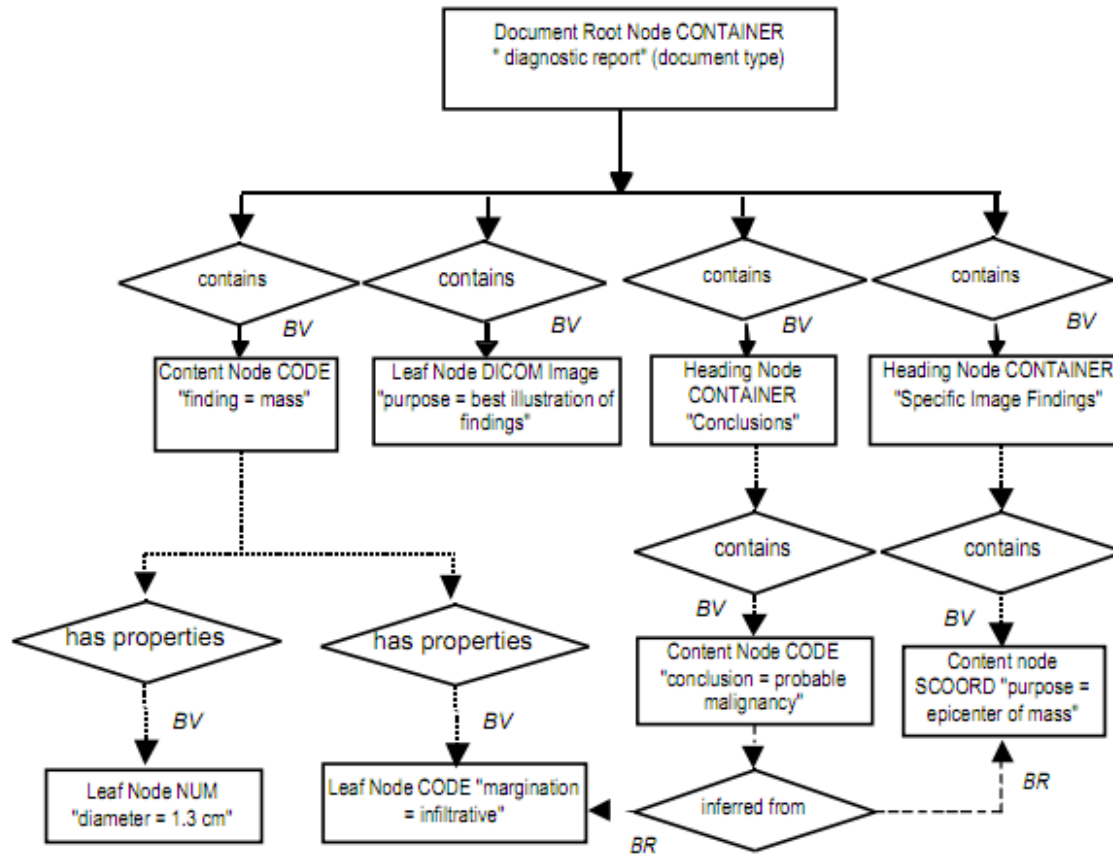 Document Root Node CONTAINER
" diagnostic report" (document type)
contains
contains
contains
contains
BV
BV
BV
BV
Content Node CODE
"finding = mass"
Leaf Node DICOM Image
"purpose = best illustration of
findings"
Heading Node
CONTAINER
"Conclusions"
Heading Node CONTAINER
"Specific Image Findings"
contains
contains
BV
BV
has properties
has properties
BV
BV
Content Node CODE
"conclusion = probable
malignancy"
Content node
SCOORD "purpose =
epicenter of mass"
Leaf Node NUM
"diameter = 1.3 cm"
Leaf Node CODE "margination
= infiltrative"
inferred from
BR
BR